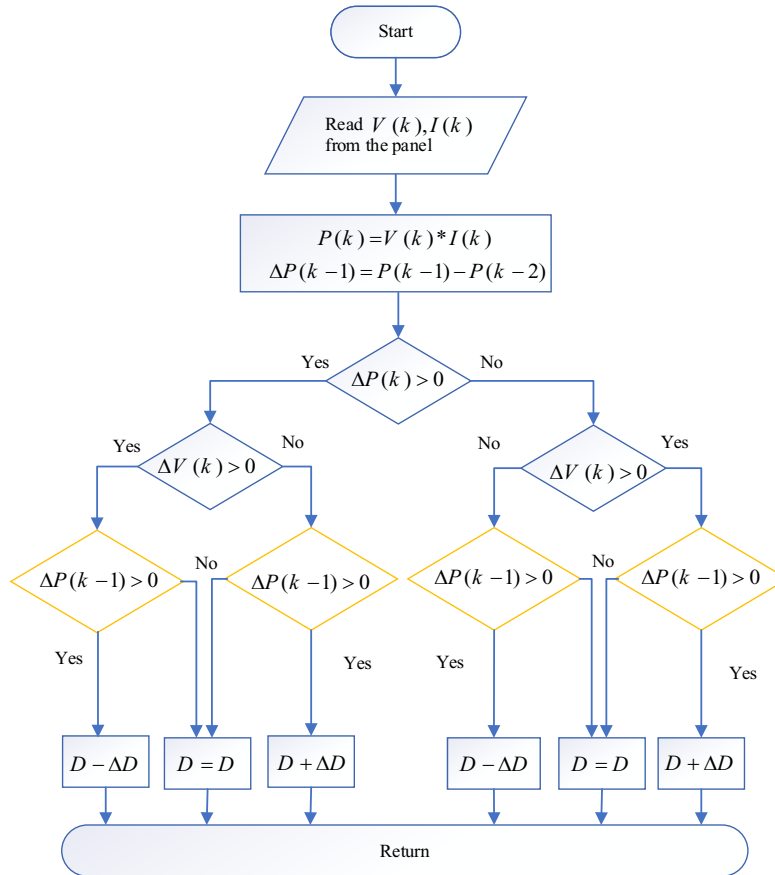 Start
Read V(k),I(k)
from the panel
P(k)=V(k)*I(k)
ΔP(k−1)=P(k−1)−P(k−2)
Yes
No
ΔP(k)>0
Yes
No
No
Yes
ΔV(k)>0
ΔV(k)>0
No
No
ΔP(k−1)>0
ΔP(k−1)>0
ΔP(k−1)>0
ΔP(k−1)>0
Yes
Yes
Yes
Yes
D−ΔD
D=D
D+ΔD
D−ΔD
D=D
D+ΔD
Return